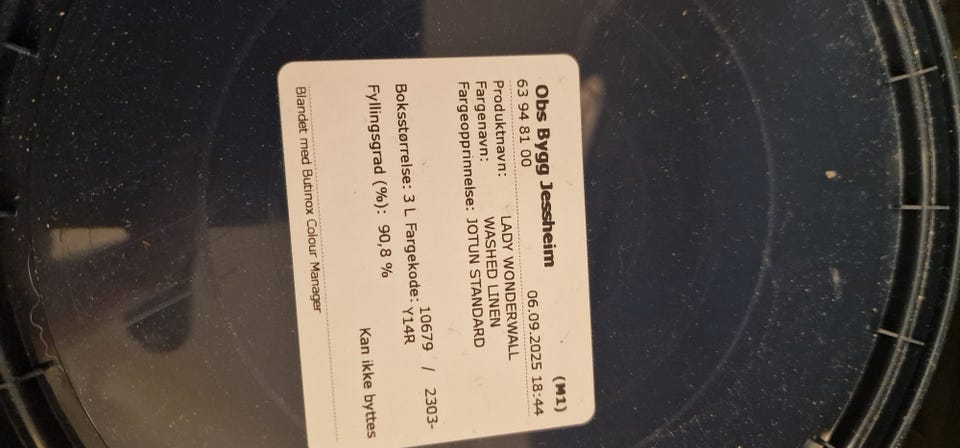 (M1)
Obs Bygg Jessheim
63 94 81 00 06.09.2025 18:44
Produktnavn: LADY WONDERWALL
Fargenavn: WASHED LINEN
Fargeopprinnelse: JOTUN STANDARD
10679 / 2303-
Boksstørrelse: 3 L Fargekode: Y14R
Fyllingsgrad (%): 90,8 %
Kan ikke byttes
Blandet med Butinox Colour Manager